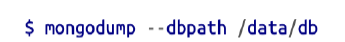 $ mongodump --dbpath /data/db